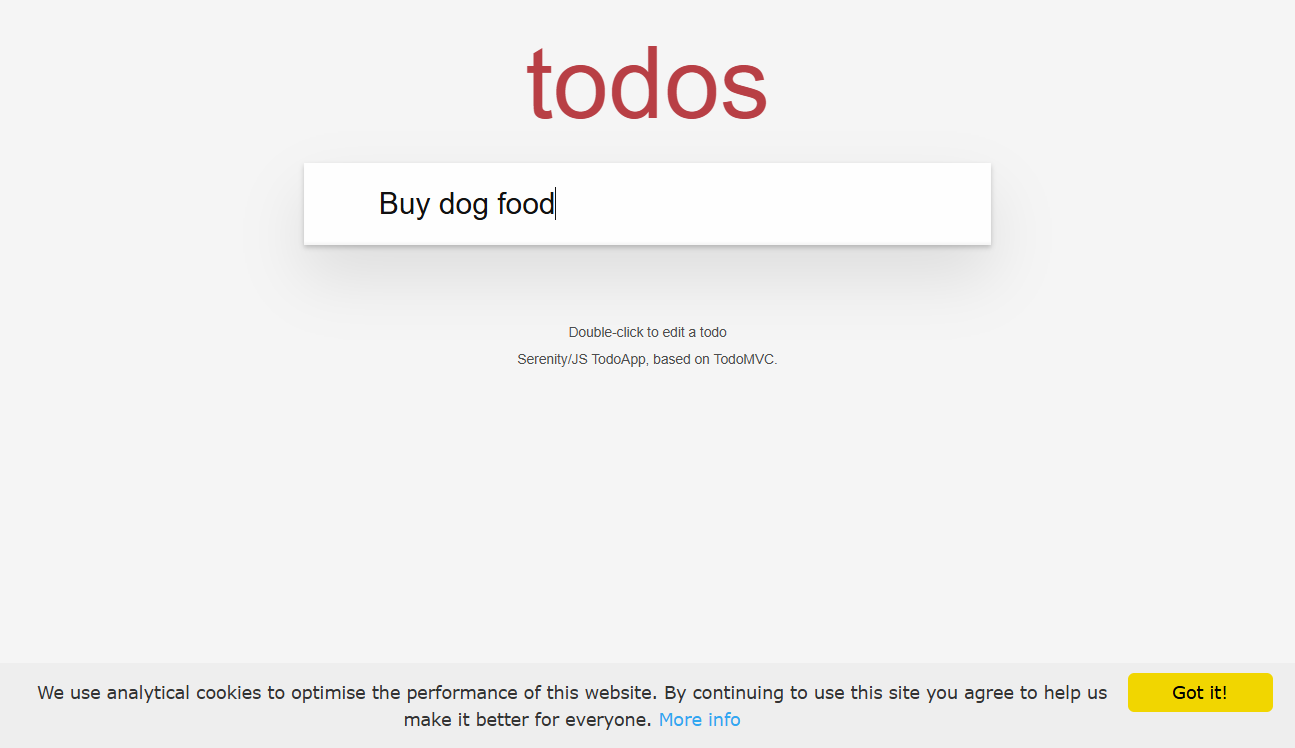 todos
Buy dog food
Double-click to edit a todo
Serenity/JS TodoApp, based on TodoMVC.
We use analytical cookies to optimise the performance of this website. By continuing to use this site you agree to help us
make it better for everyone. More info
Got it!